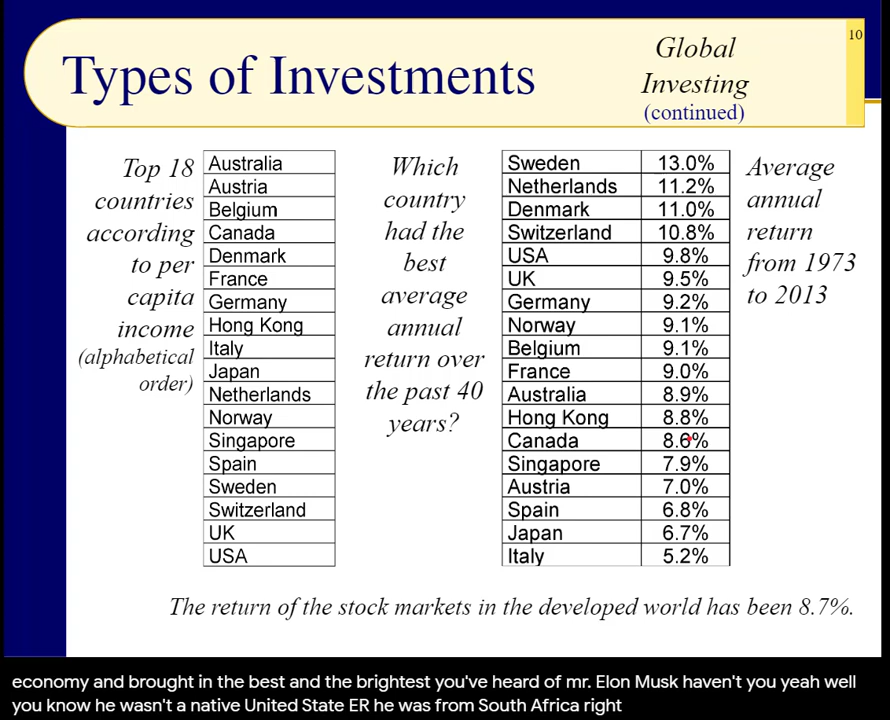 10
Types of Investments
Global
Investing
(continued)
Top 18
countries
according
to per
capita
income
(alphabetical
order)
Australia
Austria
Belgium
Canada
Denmark
France
Germany
Hong Kong
Italy
Japan
Netherlands
Norway
Singapore
Spain
Sweden
Switzerland
UK
USA
Which
country
had the
best
average
annual
return over
the past 40
years?
Sweden 13.0%
Netherlands 11.2%
Denmark 11.0%
Switzerland 10.8%
USA 9.8%
UK 9.5%
Germany 9.2%
Norway 9.1%
Belgium 9.1%
France 9.0%
Australia 8.9%
Hong Kong 8.8%
Canada 8.6%
Singapore 7.9%
Austria 7.0%
Spain 6.8%
Japan 6.7%
Italy 5.2%
Average
annual
return
from 1973
to 2013
The return of the stock markets in the developed world has been 8.7%.
economy and brought in the best and the brightest you've heard of mr. Elon Musk haven't you yeah well
you know he wasn't a native United State ER he was from South Africa right